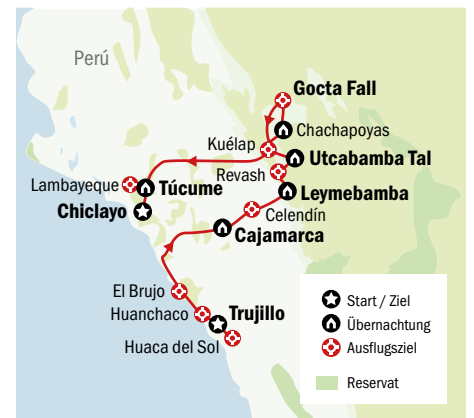 Perú
Gocta Fall
Chachapoyas
Kuélap
Utcabamba Tal
Revash
Lambayeque
Túcume
Leymebamba
Chiclayo
Celendín
Cajamarca
El Brujo
Huanchaco
Trujillo
Huaca del Sol
Start / Ziel
Übernachtung
Ausflugsziel
Reservat